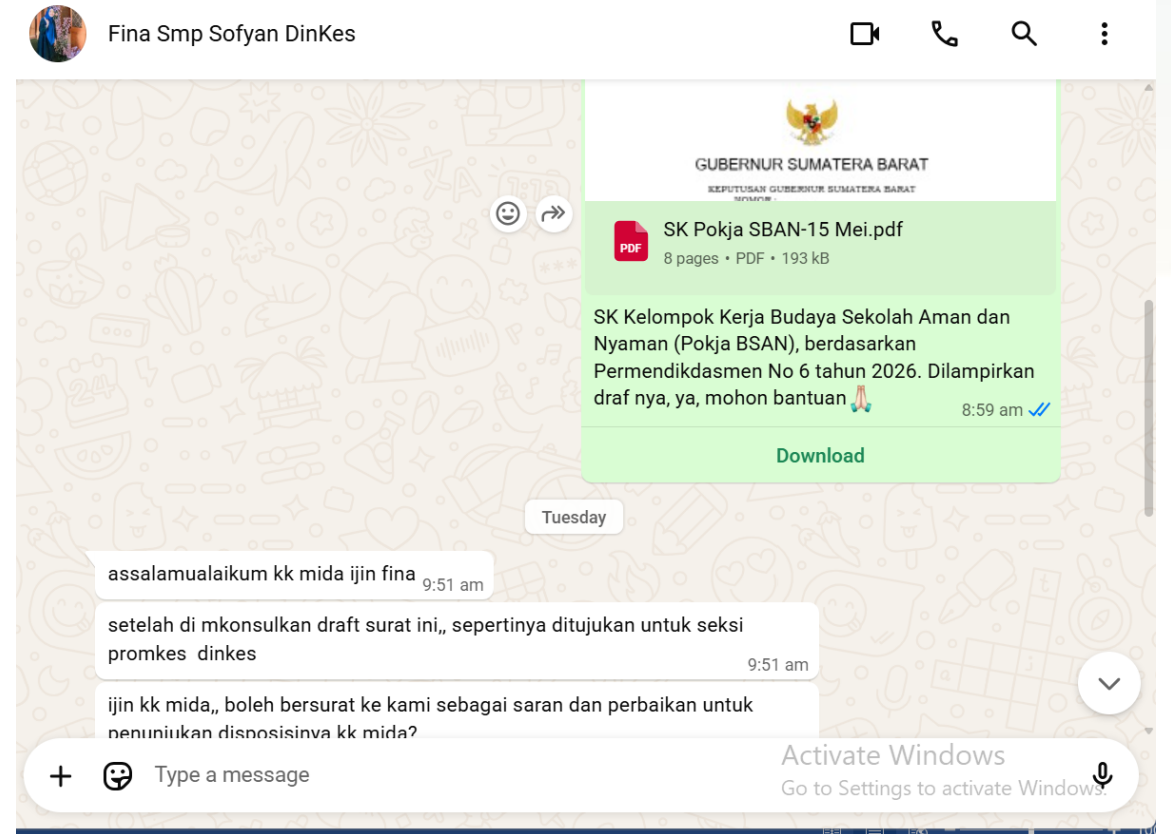 Fina Smp Sofyan DinKes
GUBERNUR SUMATERA BARAT
KEPUTUSAN GUBERNUR SUMATERA BARAT
NOMOR :
PDF
SK Pokja SBAN-15 Mei.pdf
8 pages • PDF • 193 kB
SK Kelompok Kerja Budaya Sekolah Aman dan
Nyaman (Pokja BSAN), berdasarkan
Permendikdasmen No 6 tahun 2026. Dilampirkan
draf nya, ya, mohon bantuan🙏🏻
8:59 am
Download
Tuesday
assalamualaikum kk mida ijin fina
9:51 am
setelah di mkonsulkan draft surat ini,, sepertinya ditujukan untuk seksi
promkes dinkes
9:51 am
ijin kk mida,, boleh bersurat ke kami sebagai saran dan perbaikan untuk
penunjukan disposisinya kk mida?
Type a message
Activate Windows
Go to Settings to activate Windows.